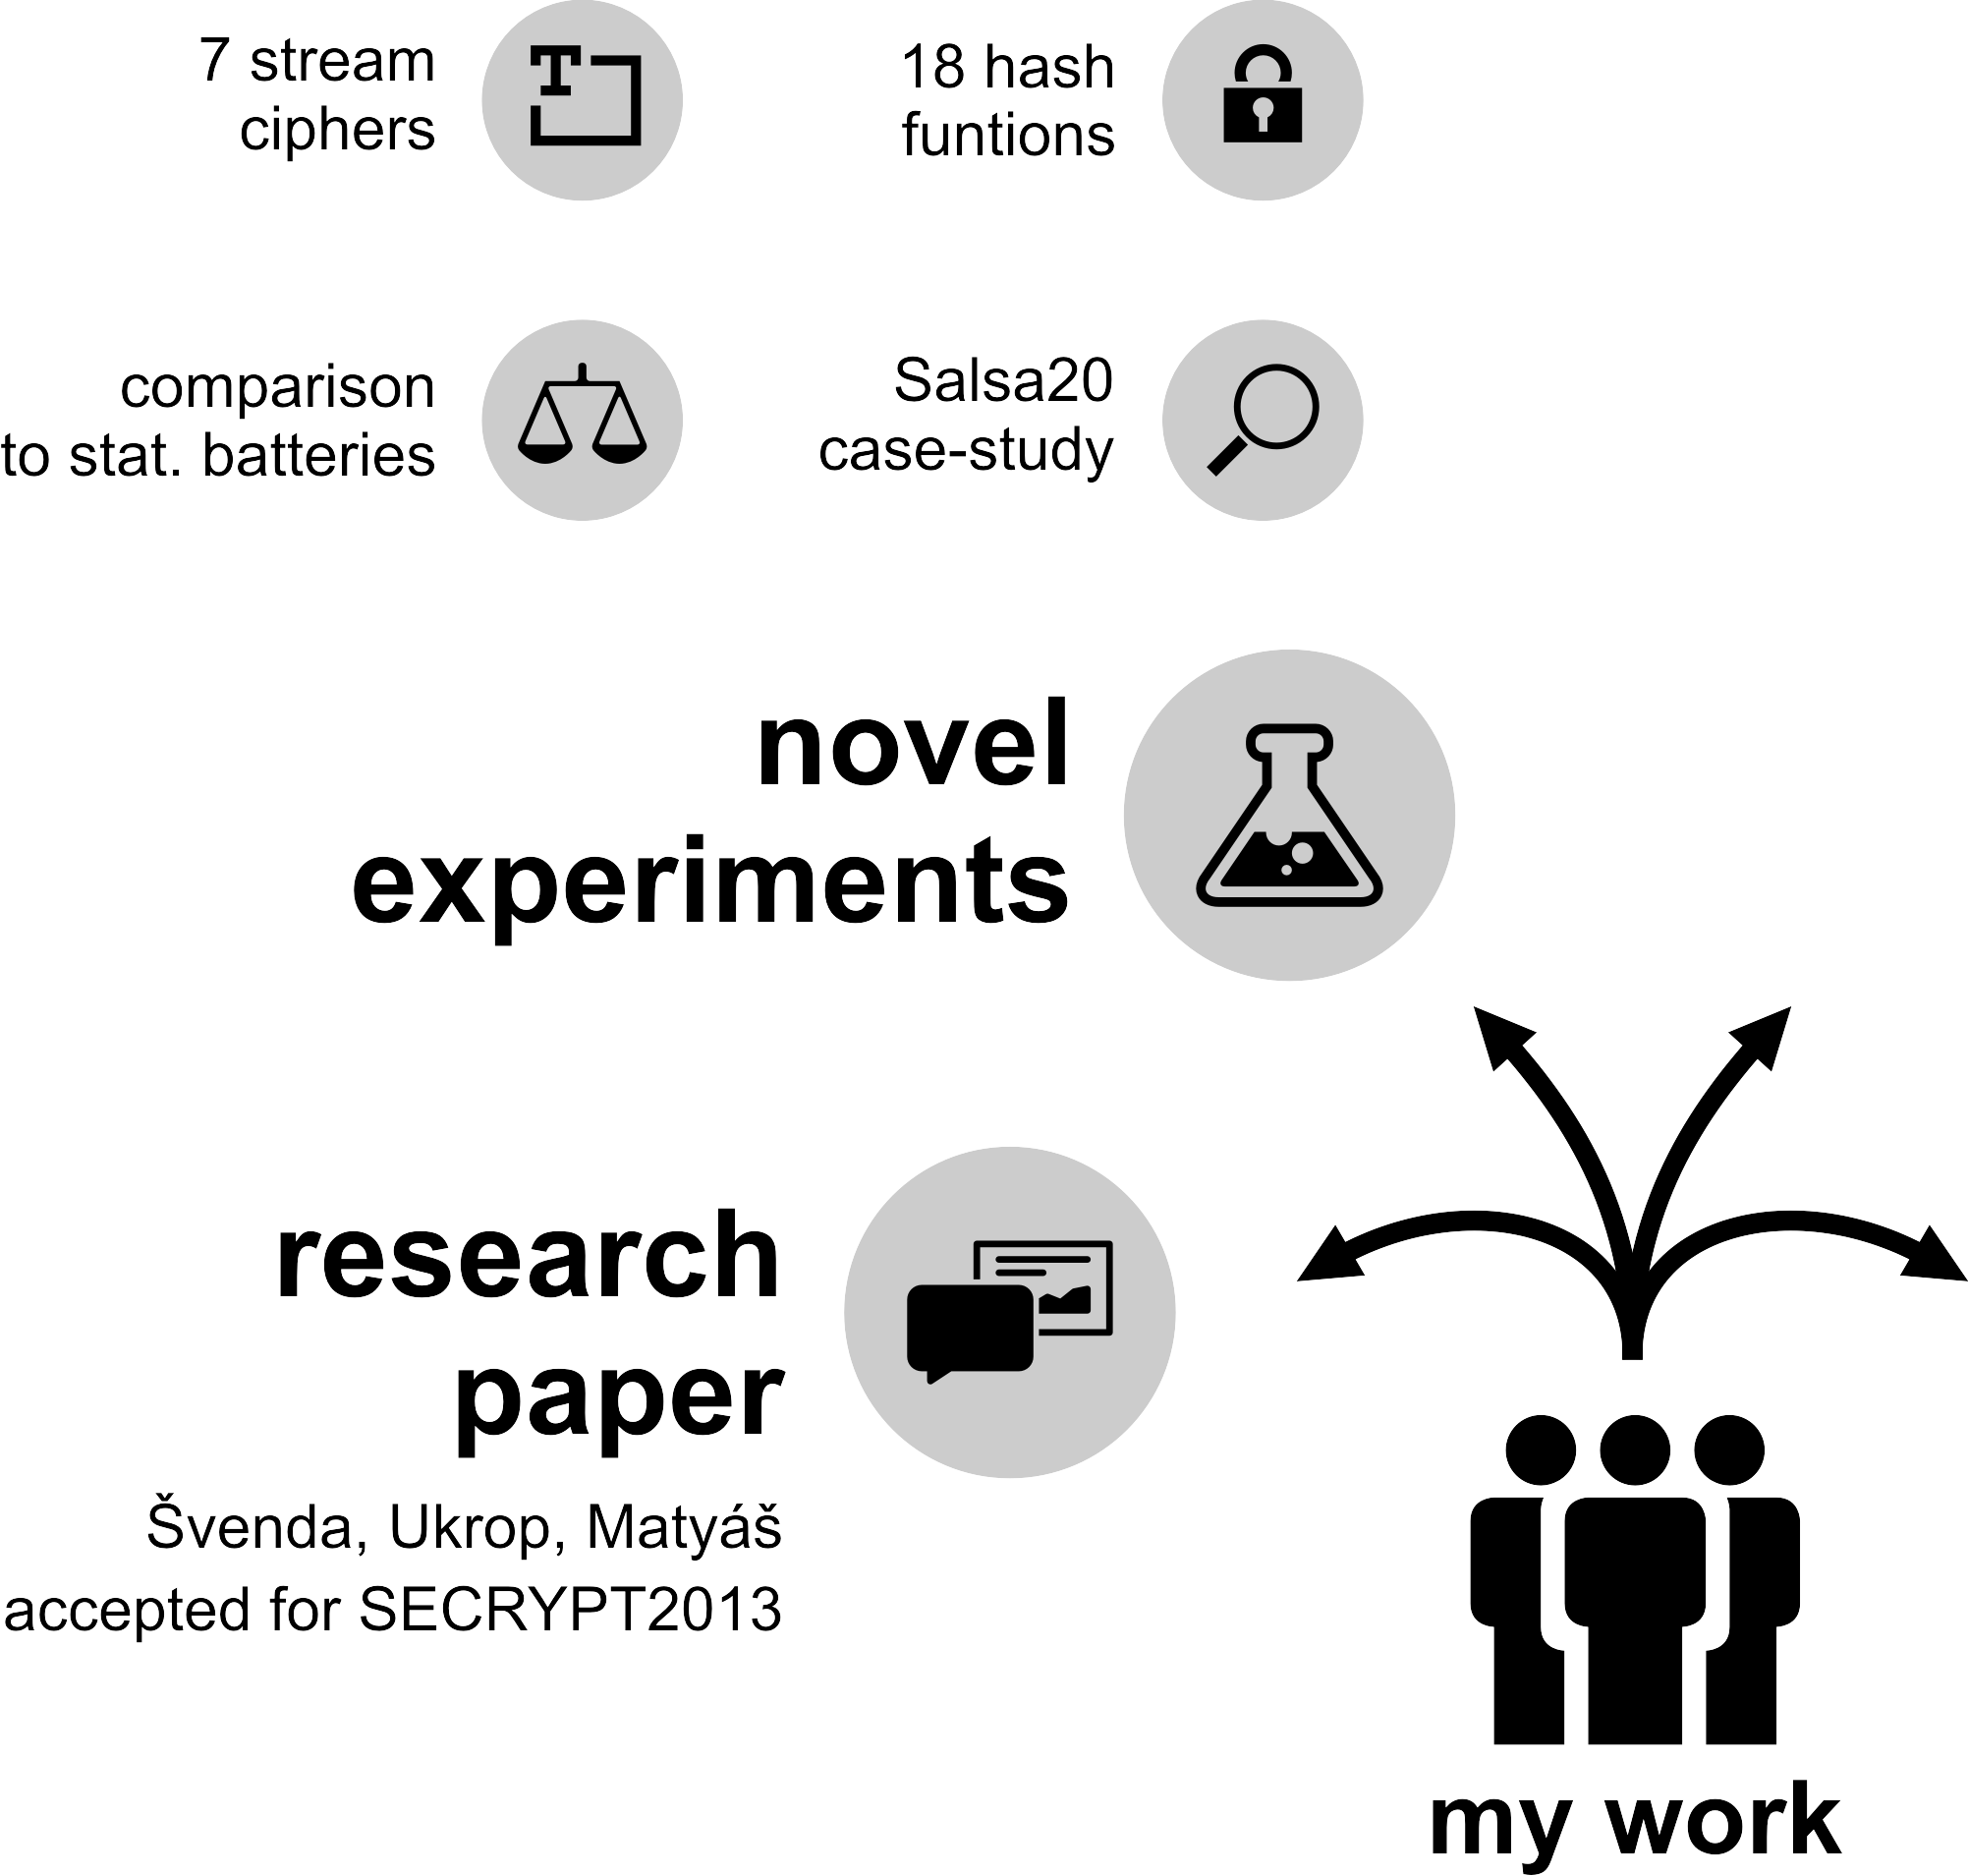 7 stream
ciphers
18 hash
funtions
comparison
to stat. batteries
Salsa20
case-study
novel
experiments
research
paper
Švenda, Ukrop, Matyáš
accepted for SECRYPT2013
my work